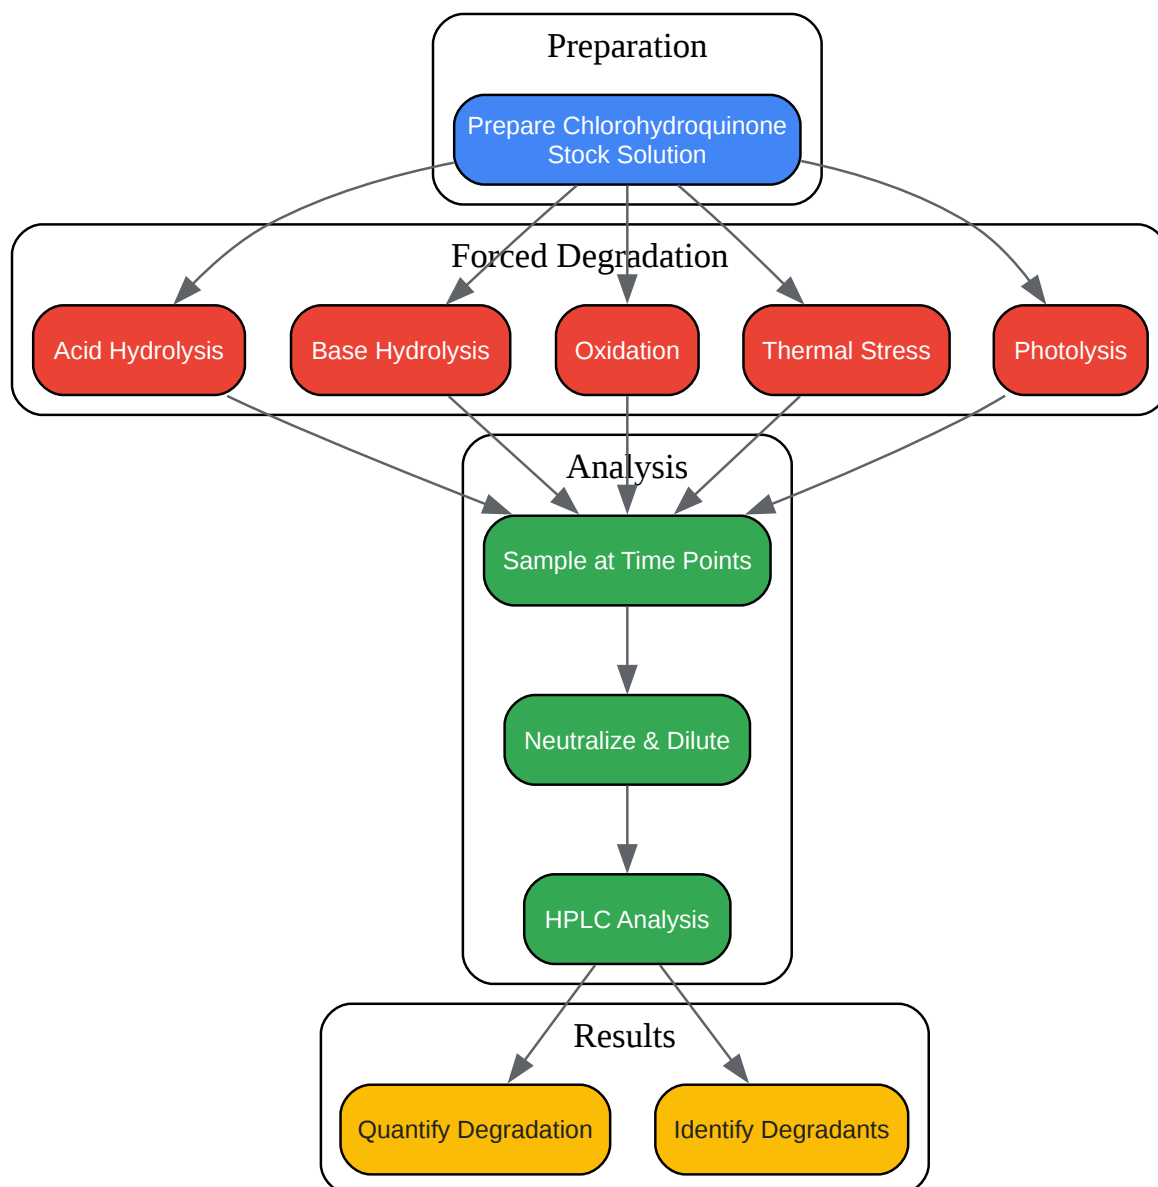 Preparation
Prepare Chlorohydroquinone
Stock Solution
Forced Degradation
Acid Hydrolysis
Base Hydrolysis
Oxidation
Thermal Stress
Photolysis
Analysis
Sample at Time Points
Neutralize & Dilute
HPLC Analysis
Results
Quantify Degradation
Identify Degradants